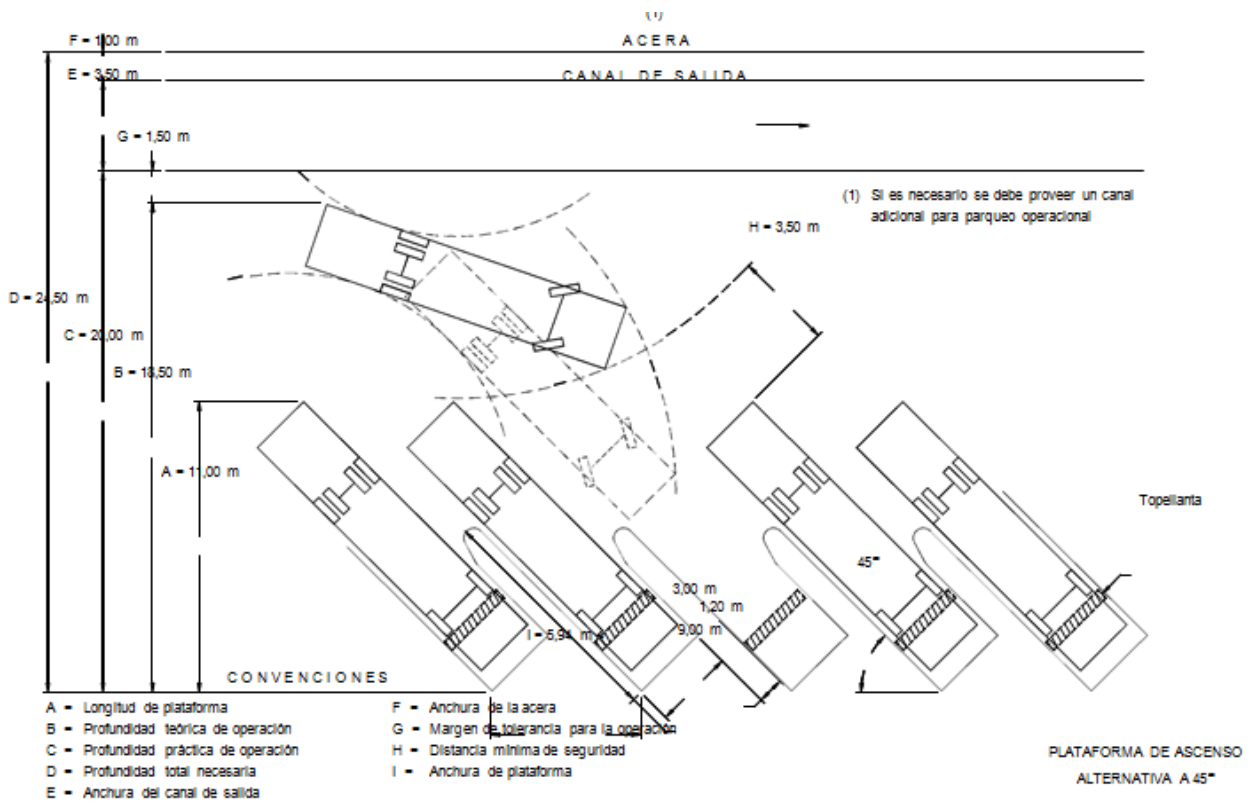 (1)
ACERA
F = 1,00 m
E = 3,50 m
CANAL DE SALIDA
G = 1,50 m
(1) Si es necesario se debe proveer un canal
adicional para parqueo operacional
H = 3,50 m
D = 24,50 m
C = 20,00 m
B = 18,50 m
A = 11,00 m
Topellanta
45°
3,00 m
1,20 m
9,00 m
I = 5,94 m
CONVENCIONES
A = Longitud de plataforma
B = Profundidad teórica de operación
C = Profundidad práctica de operación
D = Profundidad total necesaria
E = Anchura del canal de salida
F = Anchura de la acera
G = Margen de tolerancia para la operación
H = Distancia mínima de seguridad
I = Anchura de plataforma
PLATAFORMA DE ASCENSO
ALTERNATIVA A 45°